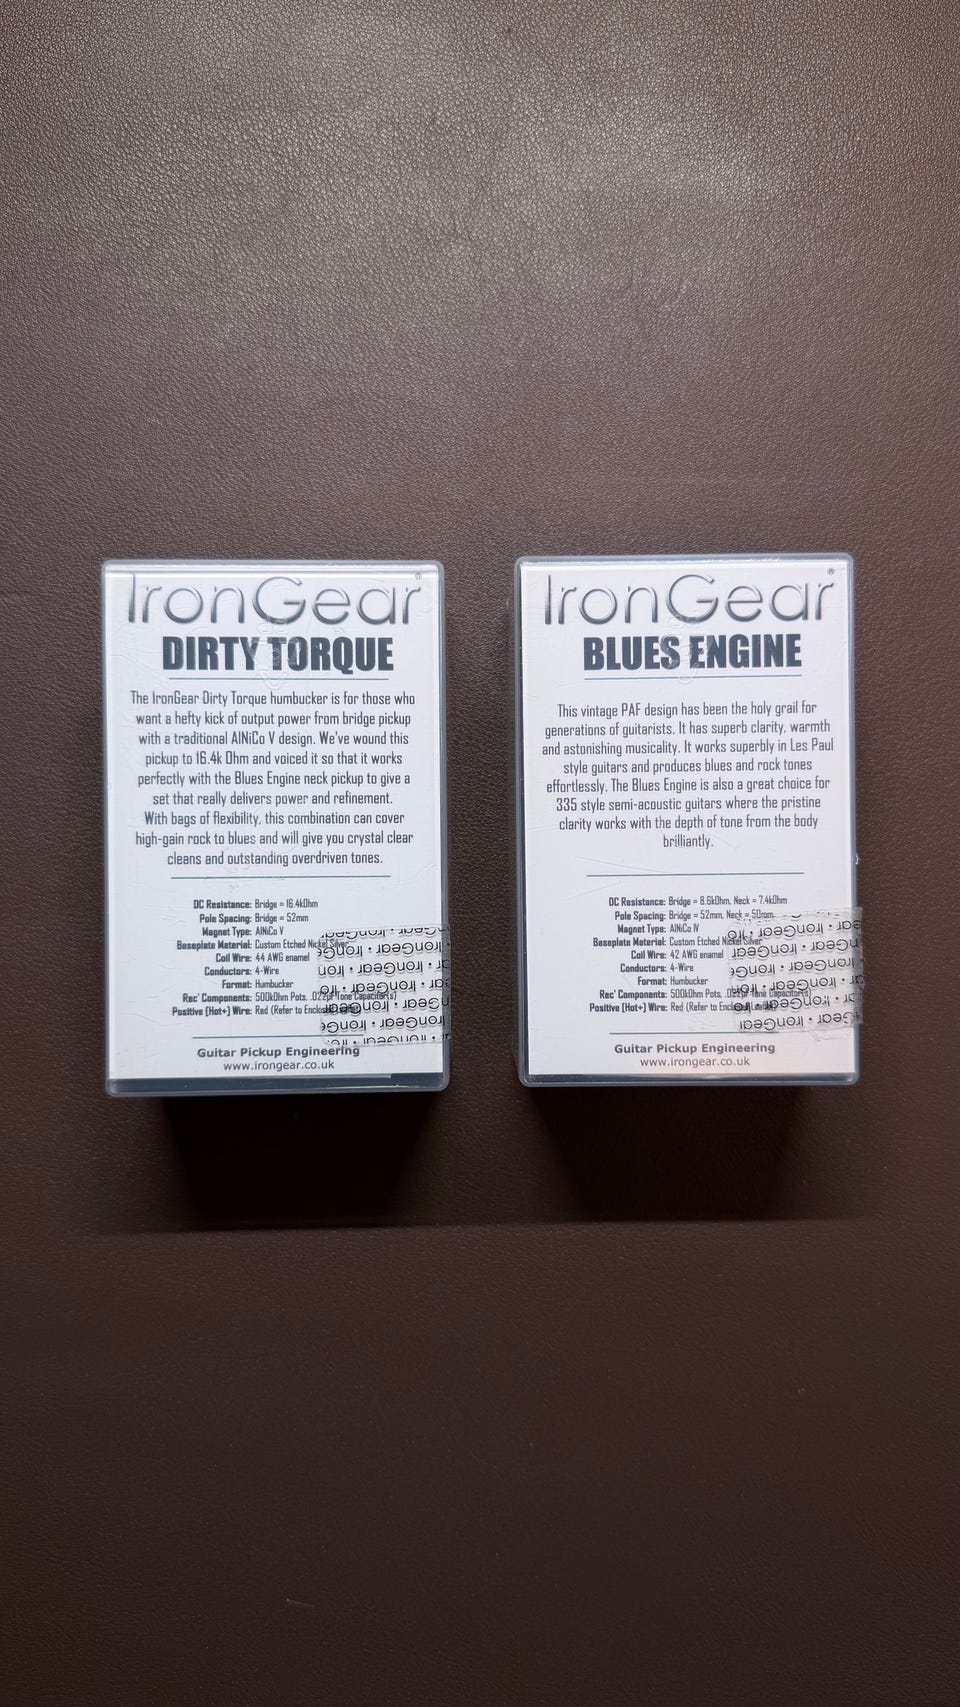 IronGear®
DIRTY TORQUE
The IronGear Dirty Torque humbucker is for those who
want a hefty kick of output power from bridge pickup
with a traditional AlNiCo V design. We've wound this
pickup to 16.4k Ohm and voiced it so that it works
perfectly with the Blues Engine neck pickup to give a
set that really delivers power and refinement.
With bags of flexibility, this combination can cover
high-gain rock to blues and will give you crystal clear
cleans and outstanding overdriven tones.
DC Resistance: Bridge = 16.4kOhm
Pole Spacing: Bridge = 52mm
Magnet Type: AlNiCo V
Baseplate Material: Custom Etched Nickel Silver
Coil Wire: 44 AWG enamel
Conductors: 4-Wire
Format: Humbucker
Rec' Components: 500kOhm Pots. .022µF Tone Capacitor(s)
Positive [Hot+] Wire: Red (Refer to
Guitar Pickup Engineering
www.irongear.co.uk
IronGear®
BLUES ENGINE
This vintage PAF design has been the holy grail for
generations of guitarists. It has superb clarity, warmth
and astonishing musicality. It works superbly in Les Paul
style guitars and produces blues and rock tones
effortlessly. The Blues Engine is also a great choice for
335 style semi-acoustic guitars where the pristine
clarity works with the depth of tone from the body
brilliantly.
DC Resistance: Bridge = 8.6kOhm, Neck = 7.4kOhm
Pole Spacing: Bridge = 52mm, Neck = 50mm
Magnet Type: AlNiCo IV
Baseplate Material: Custom Etched Nickel Silver
Coil Wire: 42 AWG enamel
Conductors: 4-Wire
Format: Humbucker
Rec' Components: 500kOhm Pots. .022µF Tone Capacitor(s)
Positive [Hot+] Wire: Red (Refer to
Guitar Pickup Engineering
www.irongear.co.uk